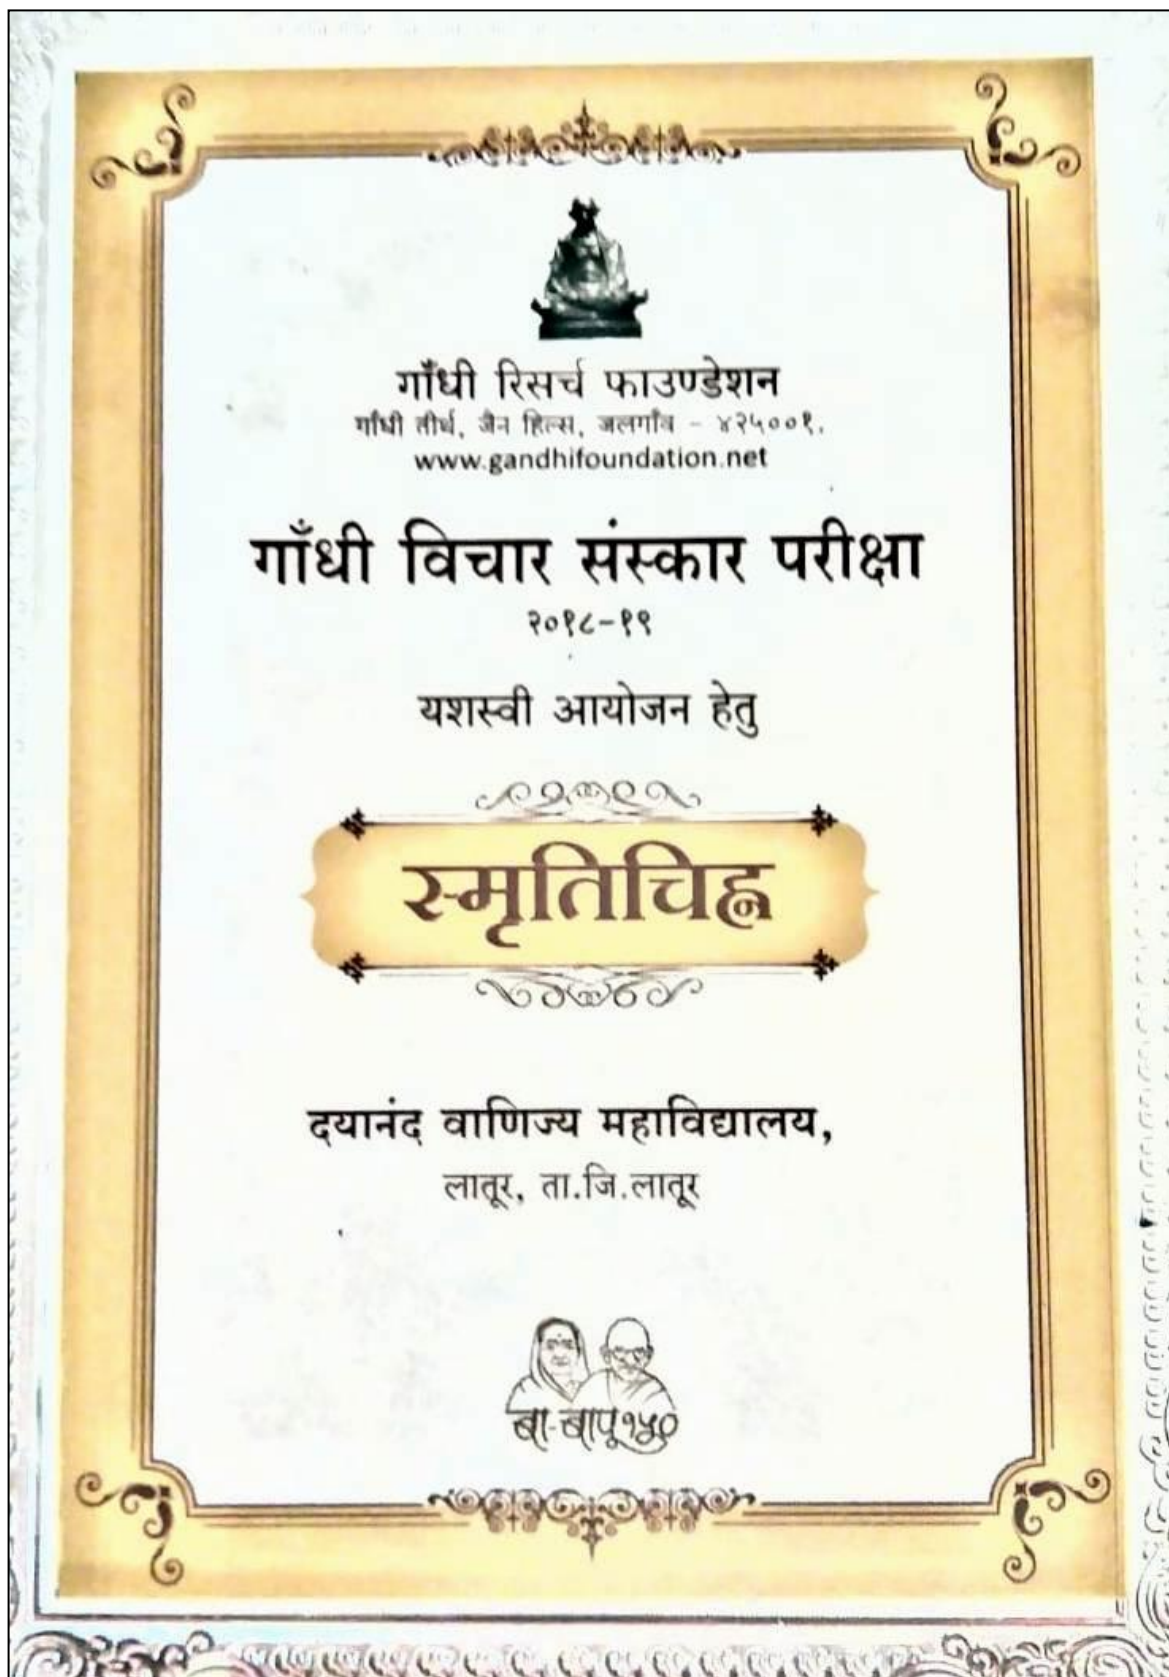 गाँधी रिसर्च फाउण्डेशन
गाँधी तीर्थ, जैन हिल्स, जलगाँव - ४२५००१.
www.gandhifoundation.net
गाँधी विचार संस्कार परीक्षा
२०१८-१९
यशस्वी आयोजन हेतु
स्मृतिचिह्न
दयानंद वाणिज्य महाविद्यालय,
लातूर, ता.जि.लातूर
बा-बापू १५०